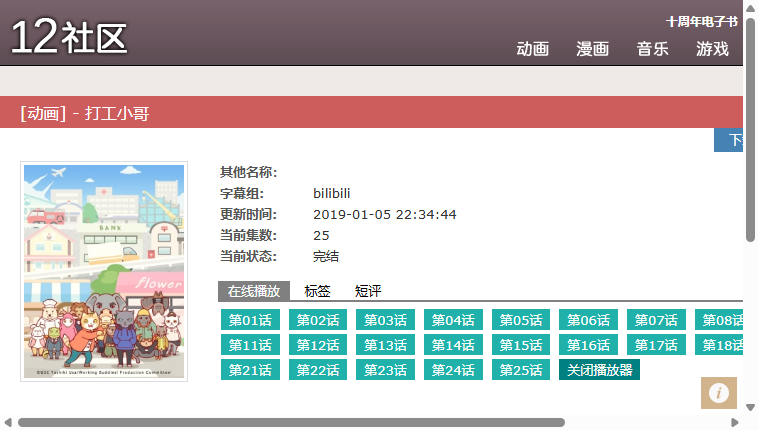 12社区
十周年电子书
动画 漫画 音乐 游戏
[动画] - 打工小哥
其他名称:
字幕组: bilibili
更新时间: 2019-01-05 22:34:44
当前集数: 25
当前状态: 完结
BANK
flower
©DSC Toshiki Usa/Working Buddies! Production Committee
在线播放 标签 短评
第01话 第02话 第03话 第04话 第05话 第06话 第07话 第08话
第11话 第12话 第13话 第14话 第15话 第16话 第17话 第18话
第21话 第22话 第23话 第24话 第25话 关闭播放器